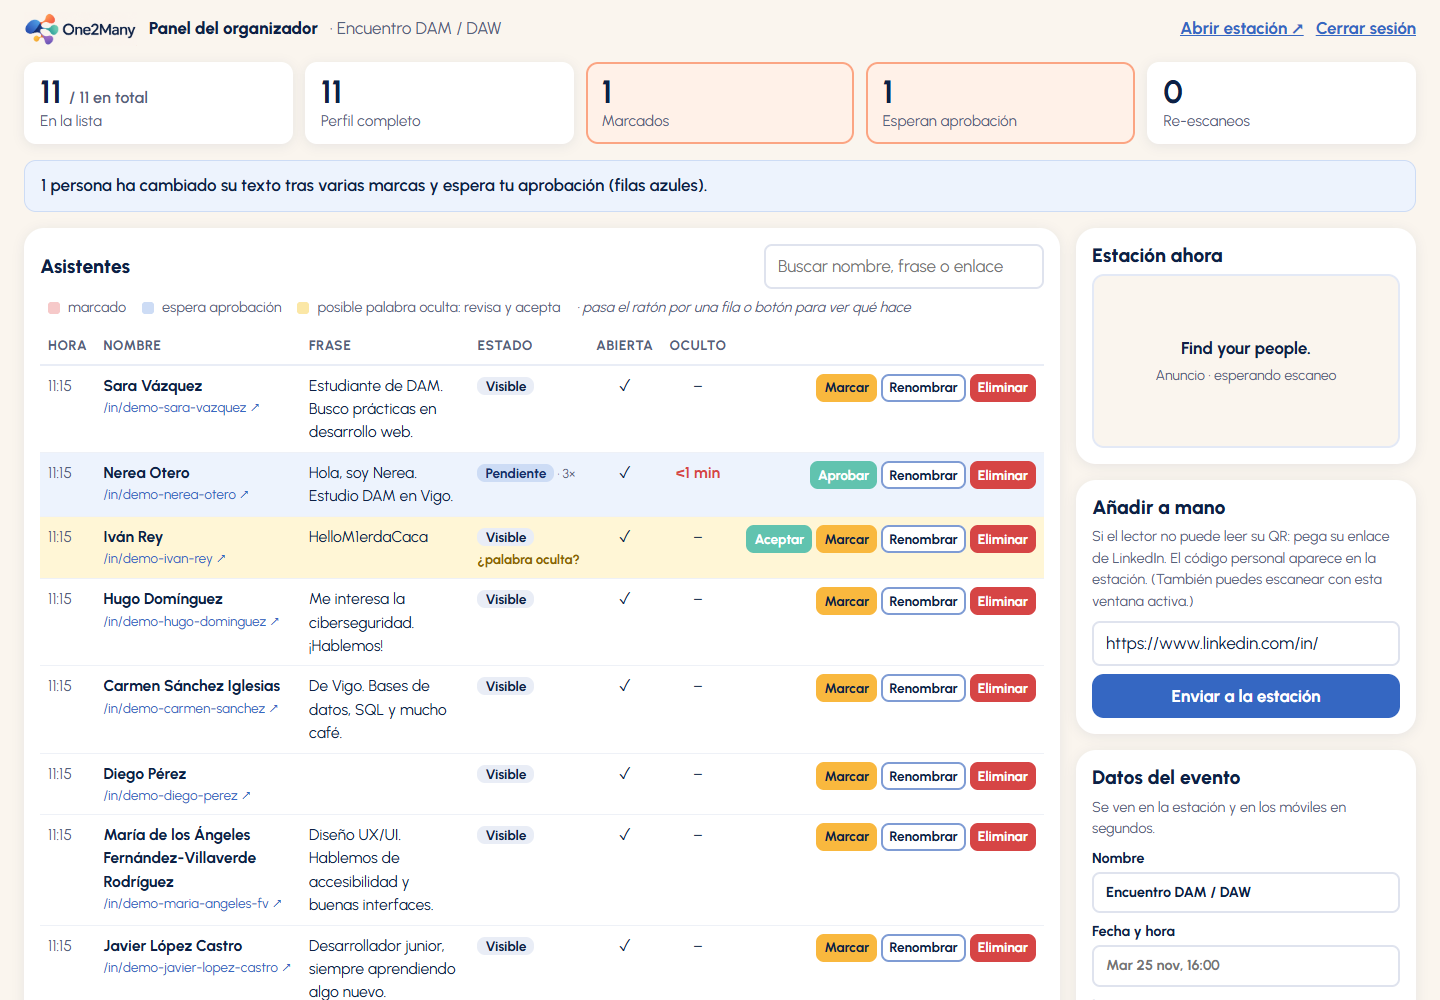 One2Many Panel del organizador · Encuentro DAM / DAW
Abrir estación ↗ Cerrar sesión
11 / 11 en total
En la lista
11
Perfil completo
1
Marcados
1
Esperan aprobación
0
Re-escaneos
1 persona ha cambiado su texto tras varias marcas y espera tu aprobación (filas azules).
Asistentes
Buscar nombre, frase o enlace
marcado espera aprobación posible palabra oculta: revisa y acepta · pasa el ratón por una fila o botón para ver qué hace
HORA NOMBRE FRASE ESTADO ABIERTA OCULTO
11:15 Sara Vázquez Estudiante de DAM. Visible ✓ – Marcar Renombrar Eliminar
/in/demo-sara-vazquez ↗ Busco prácticas en
desarrollo web.
11:15 Nerea Otero Hola, soy Nerea. Pendiente · 3× ✓ <1 min Aprobar Renombrar Eliminar
/in/demo-nerea-otero ↗ Estudio DAM en Vigo.
11:15 Iván Rey HelloM1erdaCaca Visible ✓ – Aceptar Marcar Renombrar Eliminar
/in/demo-ivan-rey ↗ ¿palabra oculta?
11:15 Hugo Domínguez Me interesa la Visible ✓ – Marcar Renombrar Eliminar
/in/demo-hugo-dominguez ↗ ciberseguridad.
¡Hablemos!
11:15 Carmen Sánchez Iglesias De Vigo. Bases de Visible ✓ – Marcar Renombrar Eliminar
/in/demo-carmen-sanchez ↗ datos, SQL y mucho
café.
11:15 Diego Pérez Visible ✓ – Marcar Renombrar Eliminar
/in/demo-diego-perez ↗
11:15 María de los Ángeles Diseño UX/UI. Visible ✓ – Marcar Renombrar Eliminar
Fernández-Villaverde Hablemos de
Rodríguez accesibilidad y
/in/demo-maria-angeles-fv ↗ buenas interfaces.
11:15 Javier López Castro Desarrollador junior, Visible ✓ – Marcar Renombrar Eliminar
/in/demo-javier-lopez-castro ↗ siempre aprendiendo
algo nuevo.
Estación ahora
Find your people.
Anuncio · esperando escaneo
Añadir a mano
Si el lector no puede leer su QR: pega su enlace
de LinkedIn. El código personal aparece en la
estación. (También puedes escanear con esta
ventana activa.)
https://www.linkedin.com/in/
Enviar a la estación
Datos del evento
Se ven en la estación y en los móviles en
segundos.
Nombre
Encuentro DAM / DAW
Fecha y hora
Mar 25 nov, 16:00